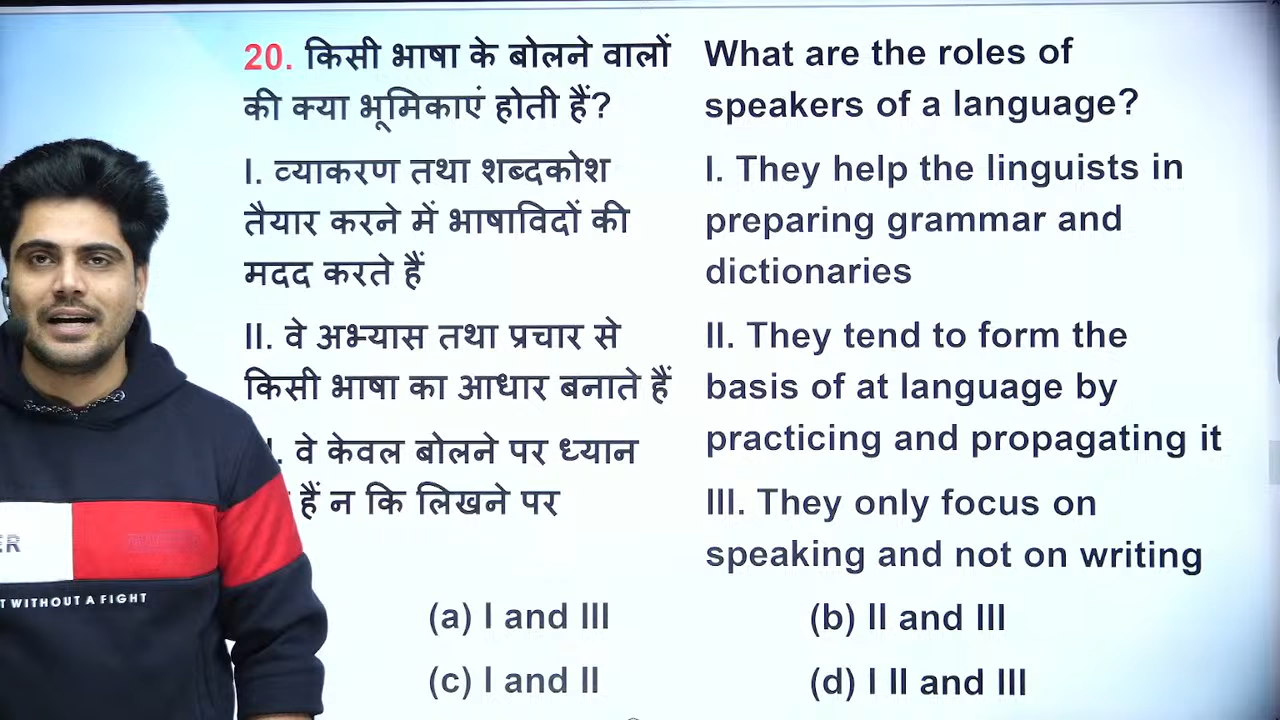 20. किसी भाषा के बोलने वालों
की क्या भूमिकाएं होती हैं?
I. व्याकरण तथा शब्दकोश
तैयार करने में भाषाविदों की
मदद करते हैं
II. वे अभ्यास तथा प्रचार से
किसी भाषा का आधार बनाते हैं
. वे केवल बोलने पर ध्यान
हैं न कि लिखने पर
What are the roles of
speakers of a language?
I. They help the linguists in
preparing grammar and
dictionaries
II. They tend to form the
basis of at language by
practicing and propagating it
III. They only focus on
speaking and not on writing
(a) I and III
(b) II and III
(c) I and II
(d) I II and III
ER
T WITHOUT A FIGHT